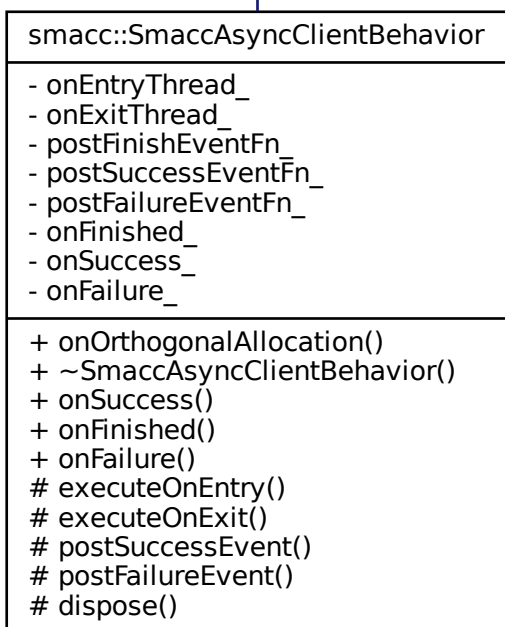 smacc::SmaccAsyncClientBehavior
- onEntryThread_
- onExitThread_
- postFinishEventFn_
- postSuccessEventFn_
- postFailureEventFn_
- onFinished_
- onSuccess_
- onFailure_
+ onOrthogonalAllocation()
+ ~SmaccAsyncClientBehavior()
+ onSuccess()
+ onFinished()
+ onFailure()
# executeOnEntry()
# executeOnExit()
# postSuccessEvent()
# postFailureEvent()
# dispose()